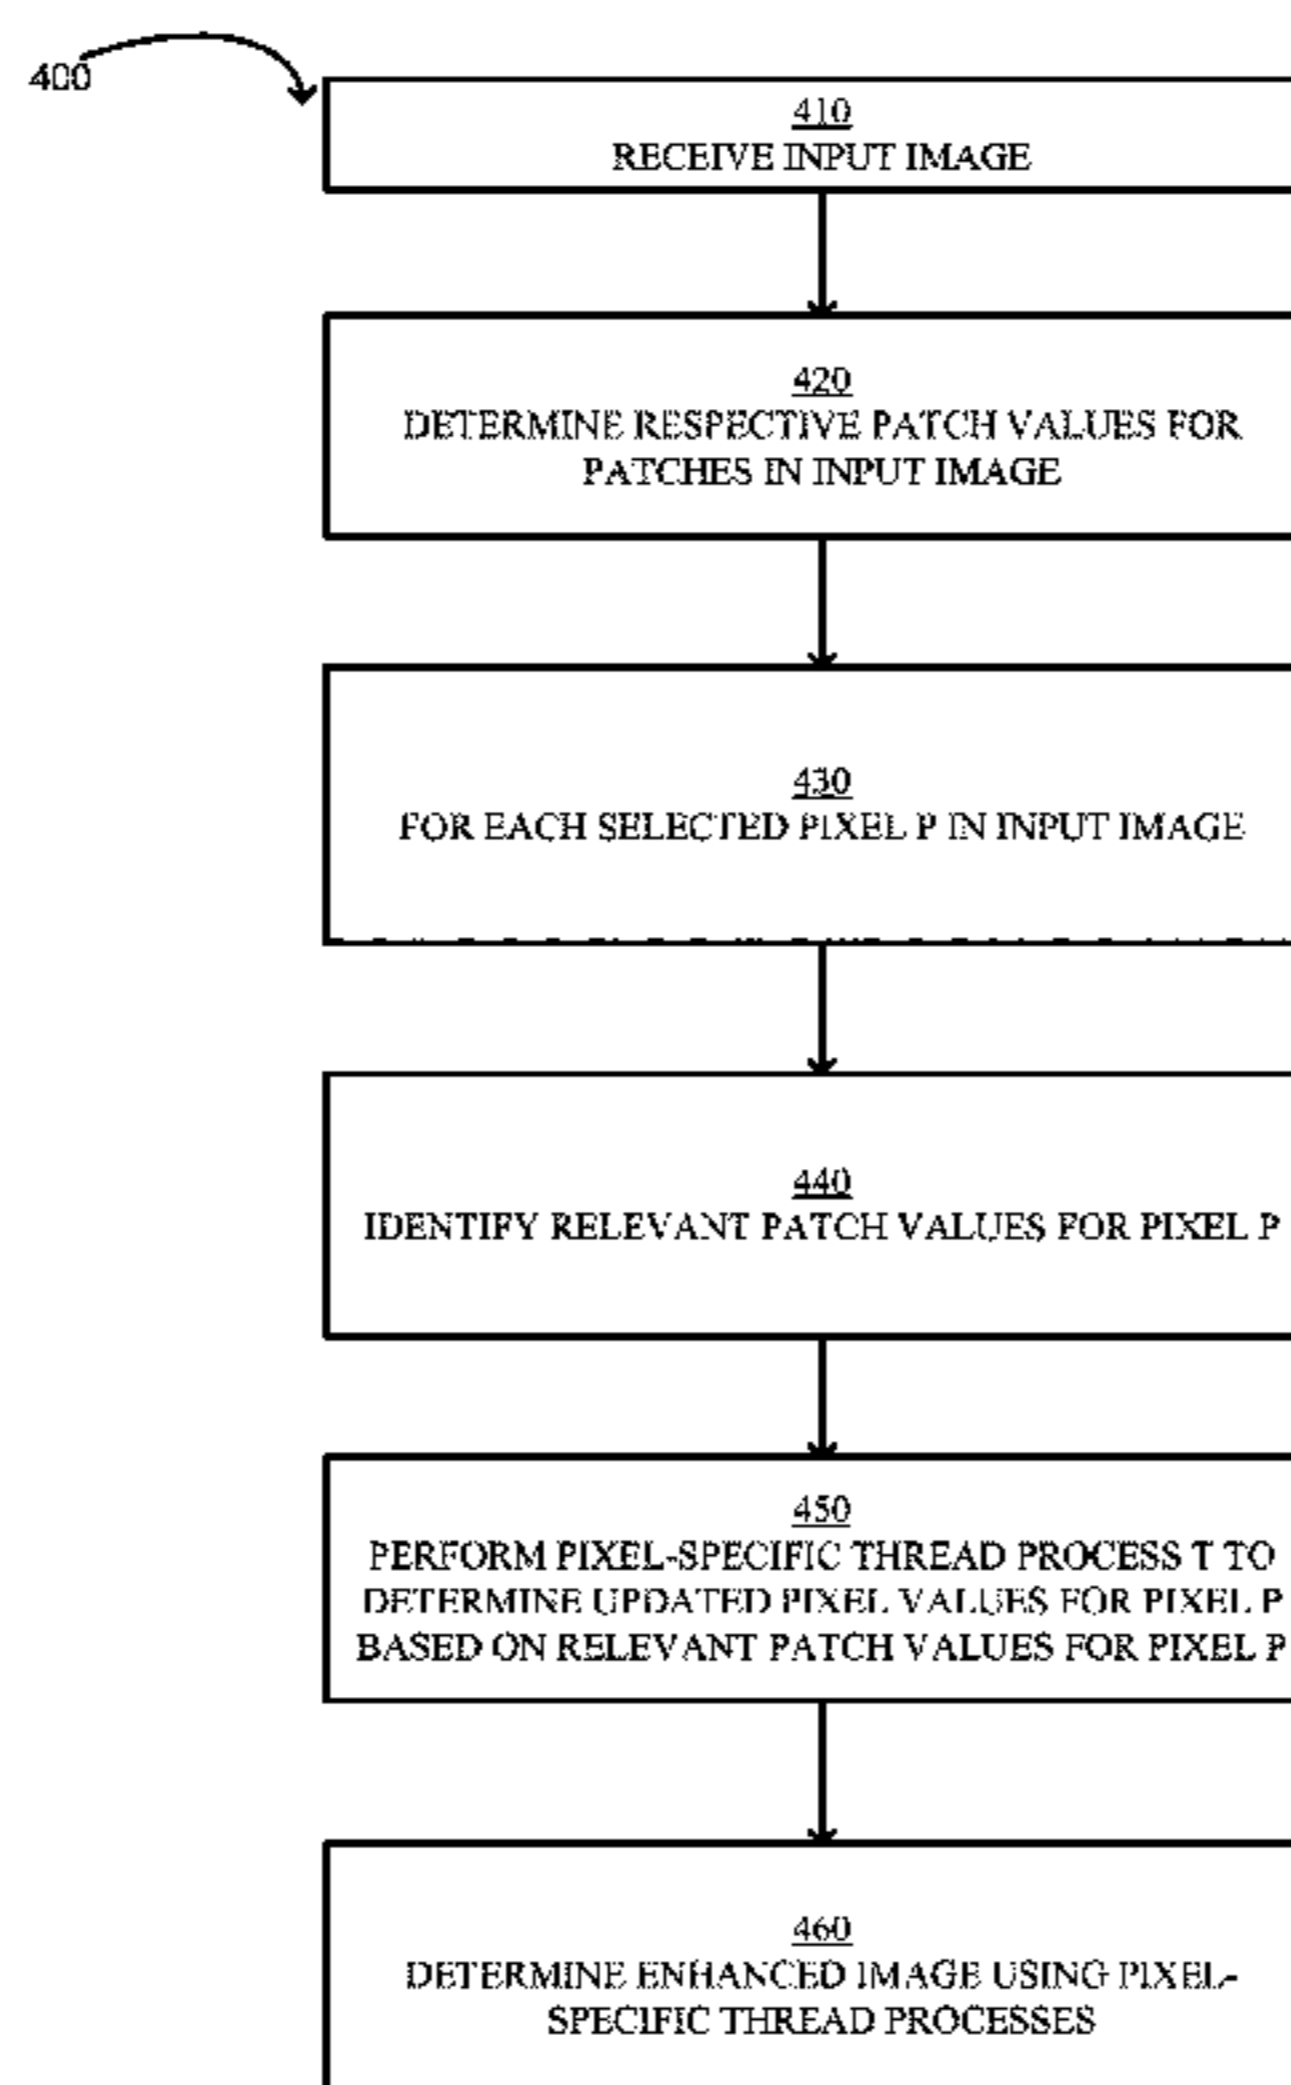 400
410
RECEIVE INPUT IMAGE
420
DETERMINE RESPECTIVE PATCH VALUES FOR
PATCHES IN INPUT IMAGE
430
FOR EACH SELECTED PIXEL P IN INPUT IMAGE
440
IDENTIFY RELEVANT PATCH VALUES FOR PIXEL P
450
PERFORM PIXEL-SPECIFIC THREAD PROCESS T TO
DETERMINE UPDATED PIXEL VALUES FOR PIXEL P
BASED ON RELEVANT PATCH VALUES FOR PIXEL P
460
DETERMINE ENHANCED IMAGE USING PIXEL-
SPECIFIC THREAD PROCESSES